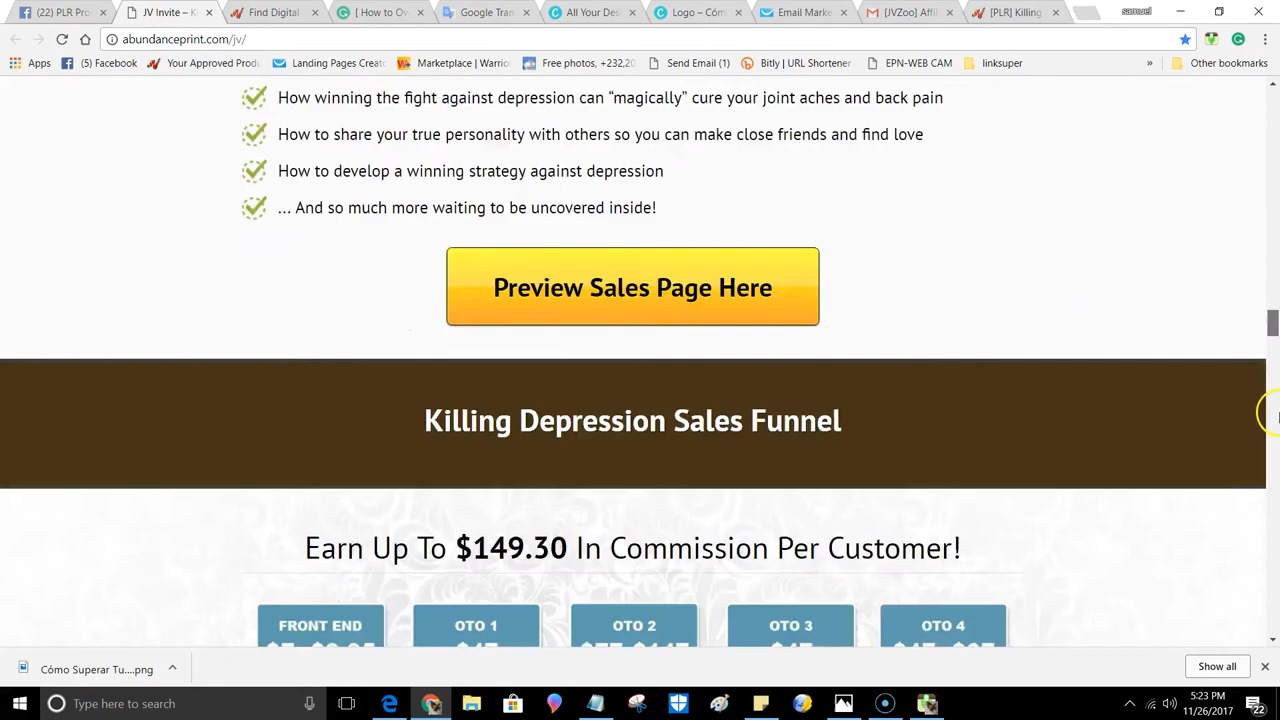 (22) PLR Pro
JV Invite – K
Find Digital
[ How to Ov
Google Tran
All Your Des
Logo – Cóm
Email Marke
[JVZoo] Affil
[PLR] Killing
samuel
abundanceprint.com/jv/
Apps
(5) Facebook
Your Approved Produ
Landing Pages Creato
Marketplace | Warrio
Free photos, +232,20
Send Email (1)
Bitly | URL Shortener
EPN-WEB CAM
linksuper
»
Other bookmarks
How winning the fight against depression can “magically” cure your joint aches and back pain
How to share your true personality with others so you can make close friends and find love
How to develop a winning strategy against depression
... And so much more waiting to be uncovered inside!
Preview Sales Page Here
Killing Depression Sales Funnel
Earn Up To $149.30 In Commission Per Customer!
FRONT END
OTO 1
OTO 2
OTO 3
OTO 4
Cómo Superar Tu....png
Show all
Type here to search
5:23 PM
11/26/2017
22